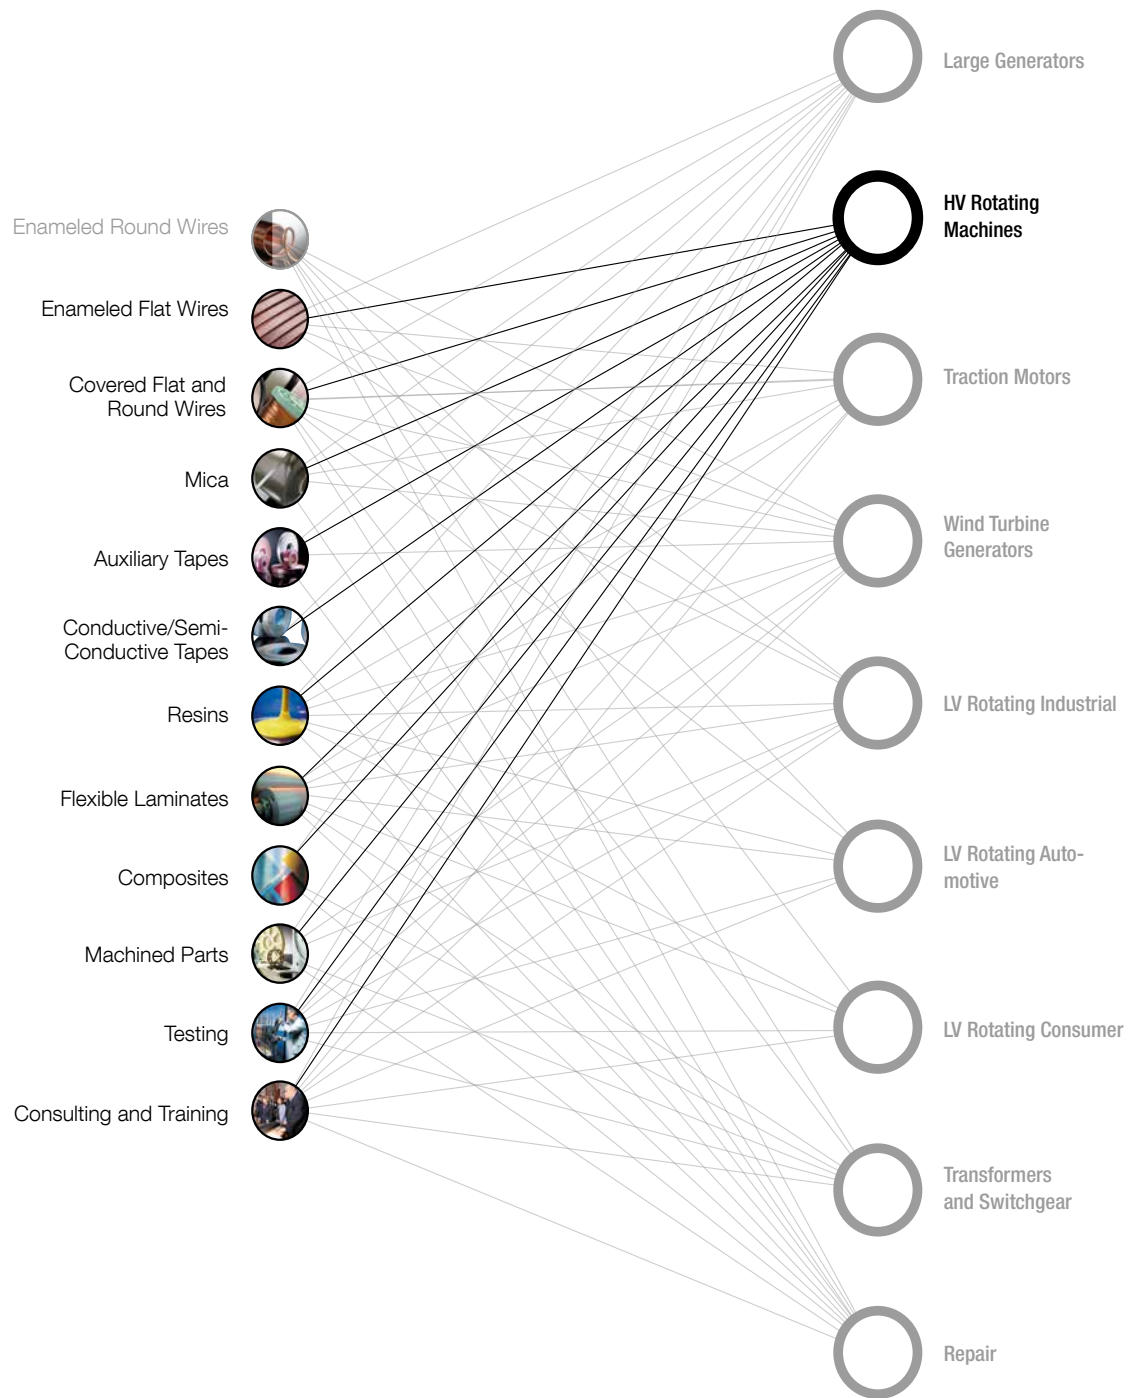 Enameled Round Wires
Enameled Flat Wires
Covered Flat and
Round Wires
Mica
Auxiliary Tapes
Conductive/Semi-
Conductive Tapes
Resins
Flexible Laminates
Composites
Machined Parts
Testing
Consulting and Training
Large Generators
HV Rotating
Machines
Traction Motors
Wind Turbine
Generators
LV Rotating Industrial
LV Rotating Auto-
motive
LV Rotating Consumer
Transformers
and Switchgear
Repair